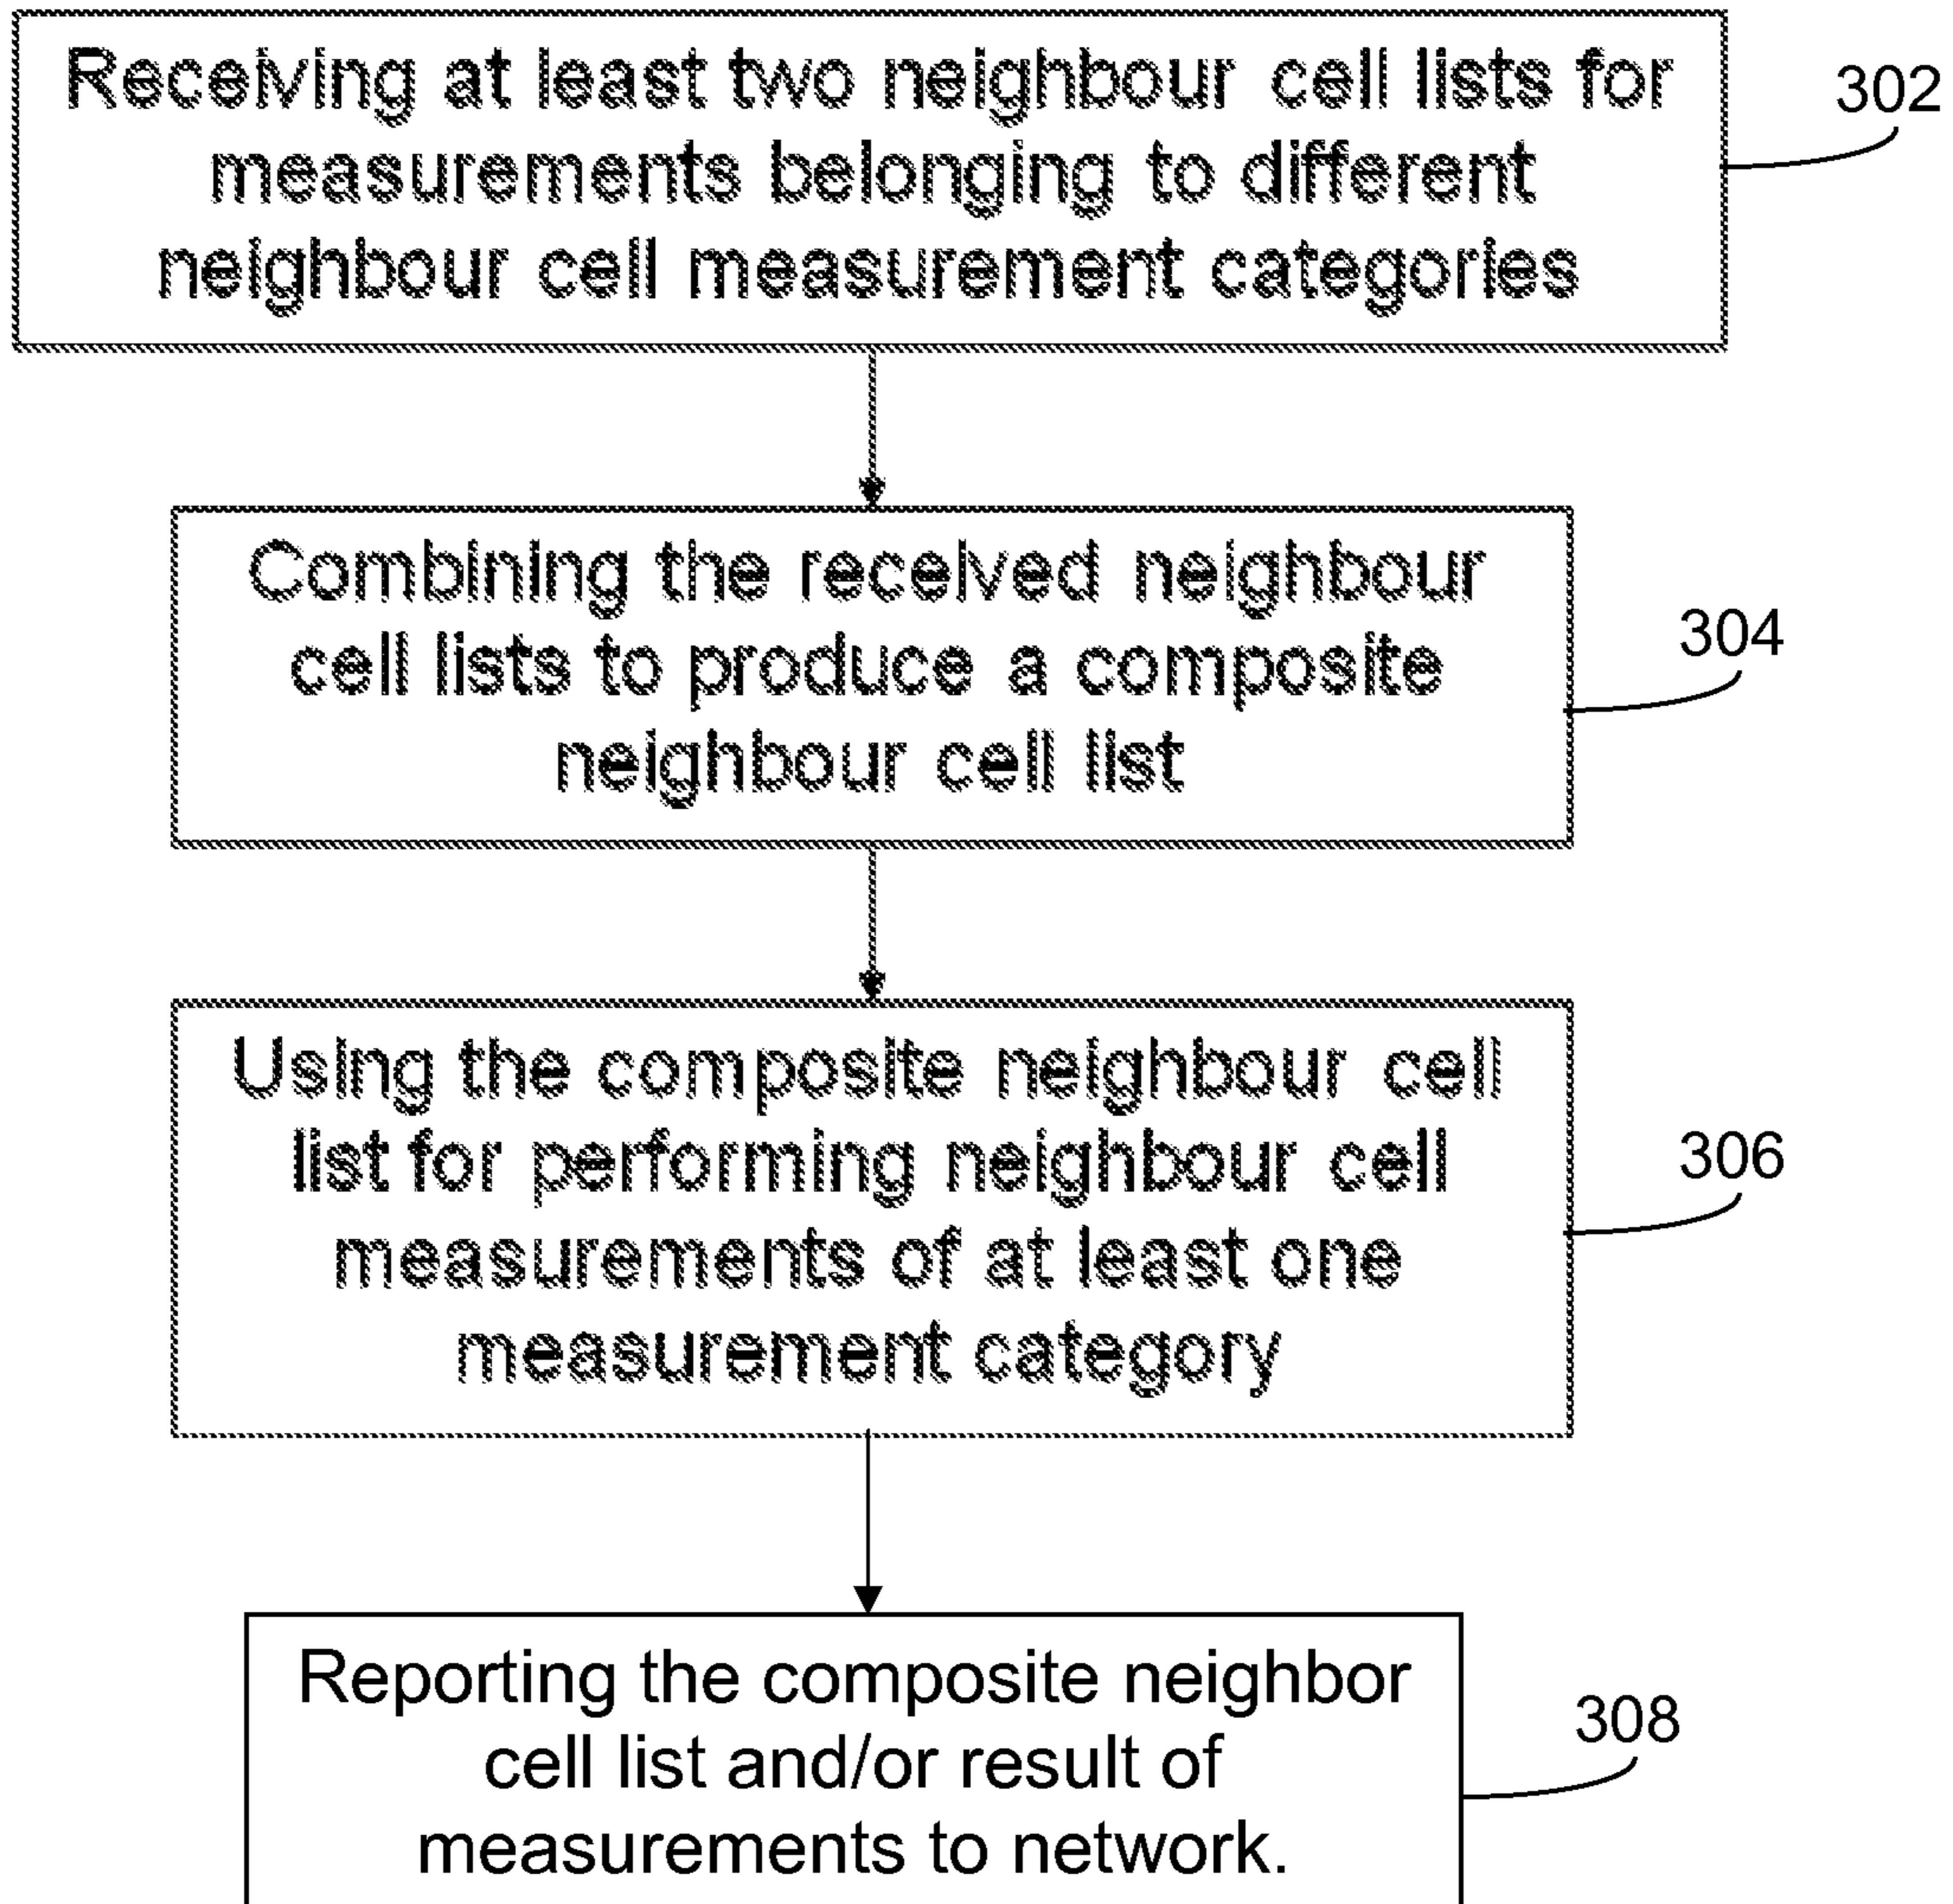 Receiving at least two neighbour cell lists for
302
measurements belonging to different
neighbour cell measurement categories
Combining the received neighbour
304
cell lists to produce a composite
neighbour cell list
Using the composite neighbour cell
list for performing neighbour cell
306
measurements of at least one
measurement category
Reporting the composite neighbor
308
cell list and/or result of
measurements to network.